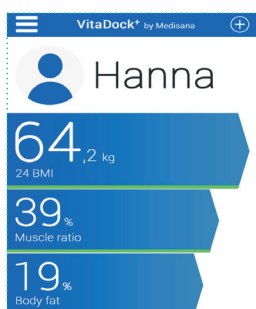 VitaDock+ by Medisana
Hanna
64,2 kg
24 BMI
39%
Muscle ratio
19%
Body fat